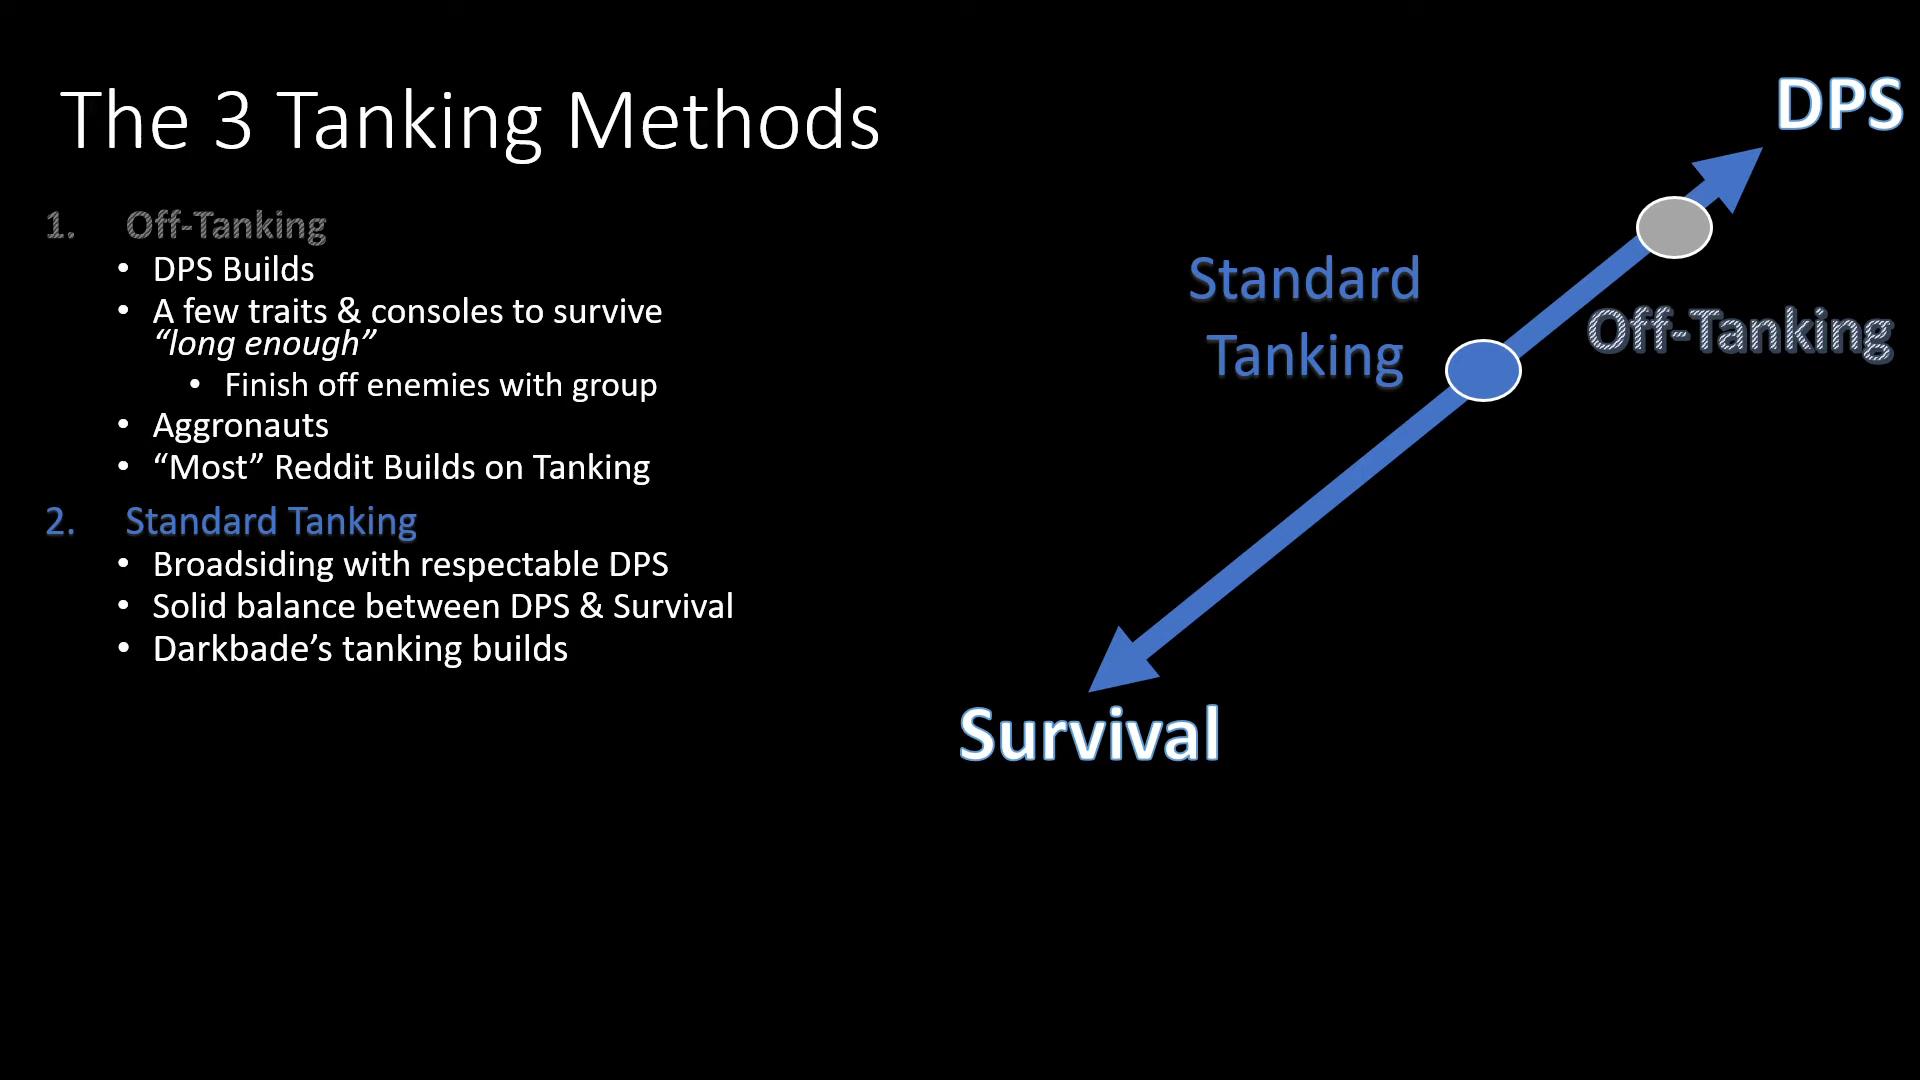 The 3 Tanking Methods
1. Off-Tanking
• DPS Builds
• A few traits & consoles to survive
“long enough”
• Finish off enemies with group
• Aggronauts
• “Most” Reddit Builds on Tanking
2. Standard Tanking
• Broadsiding with respectable DPS
• Solid balance between DPS & Survival
• Darkbade’s tanking builds
DPS
Standard
Tanking
Off-Tanking
Survival